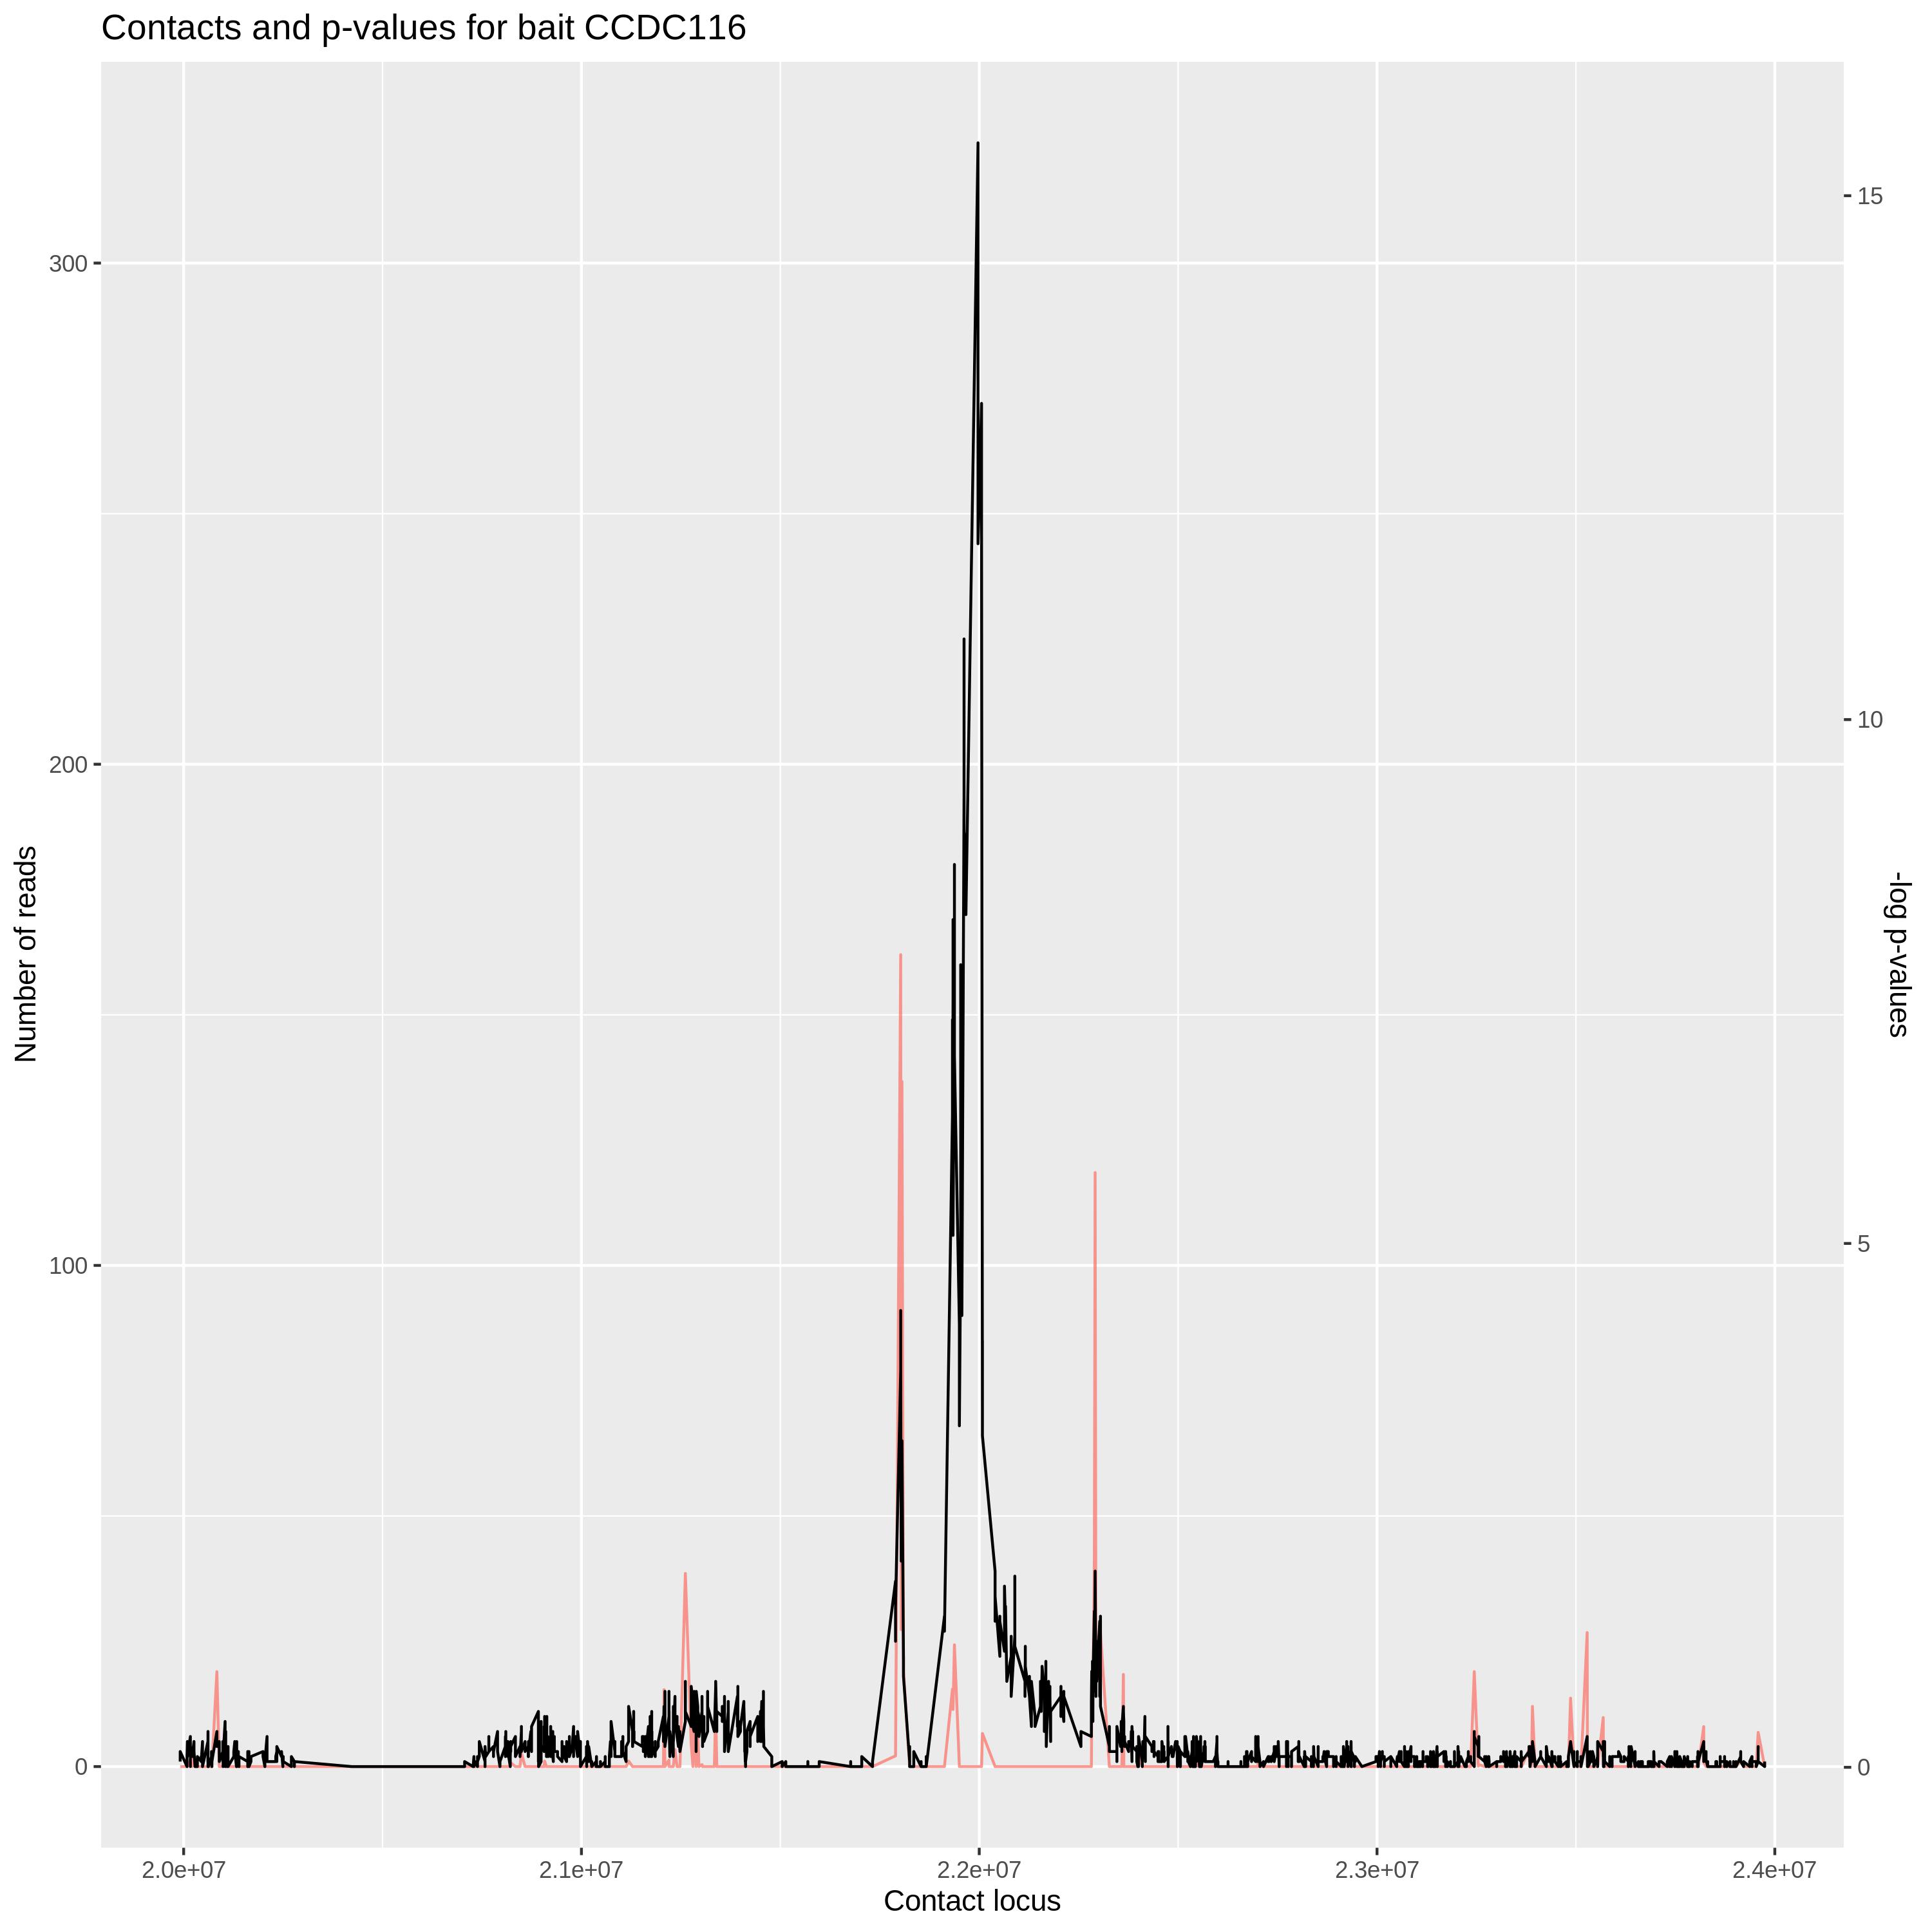 Contacts and p-values for bait CCDC116
300
200
100
0
Number of reads
15
10
5
0
-log p-values
2.0e+07
2.1e+07
2.2e+07
2.3e+07
2.4e+07
Contact locus